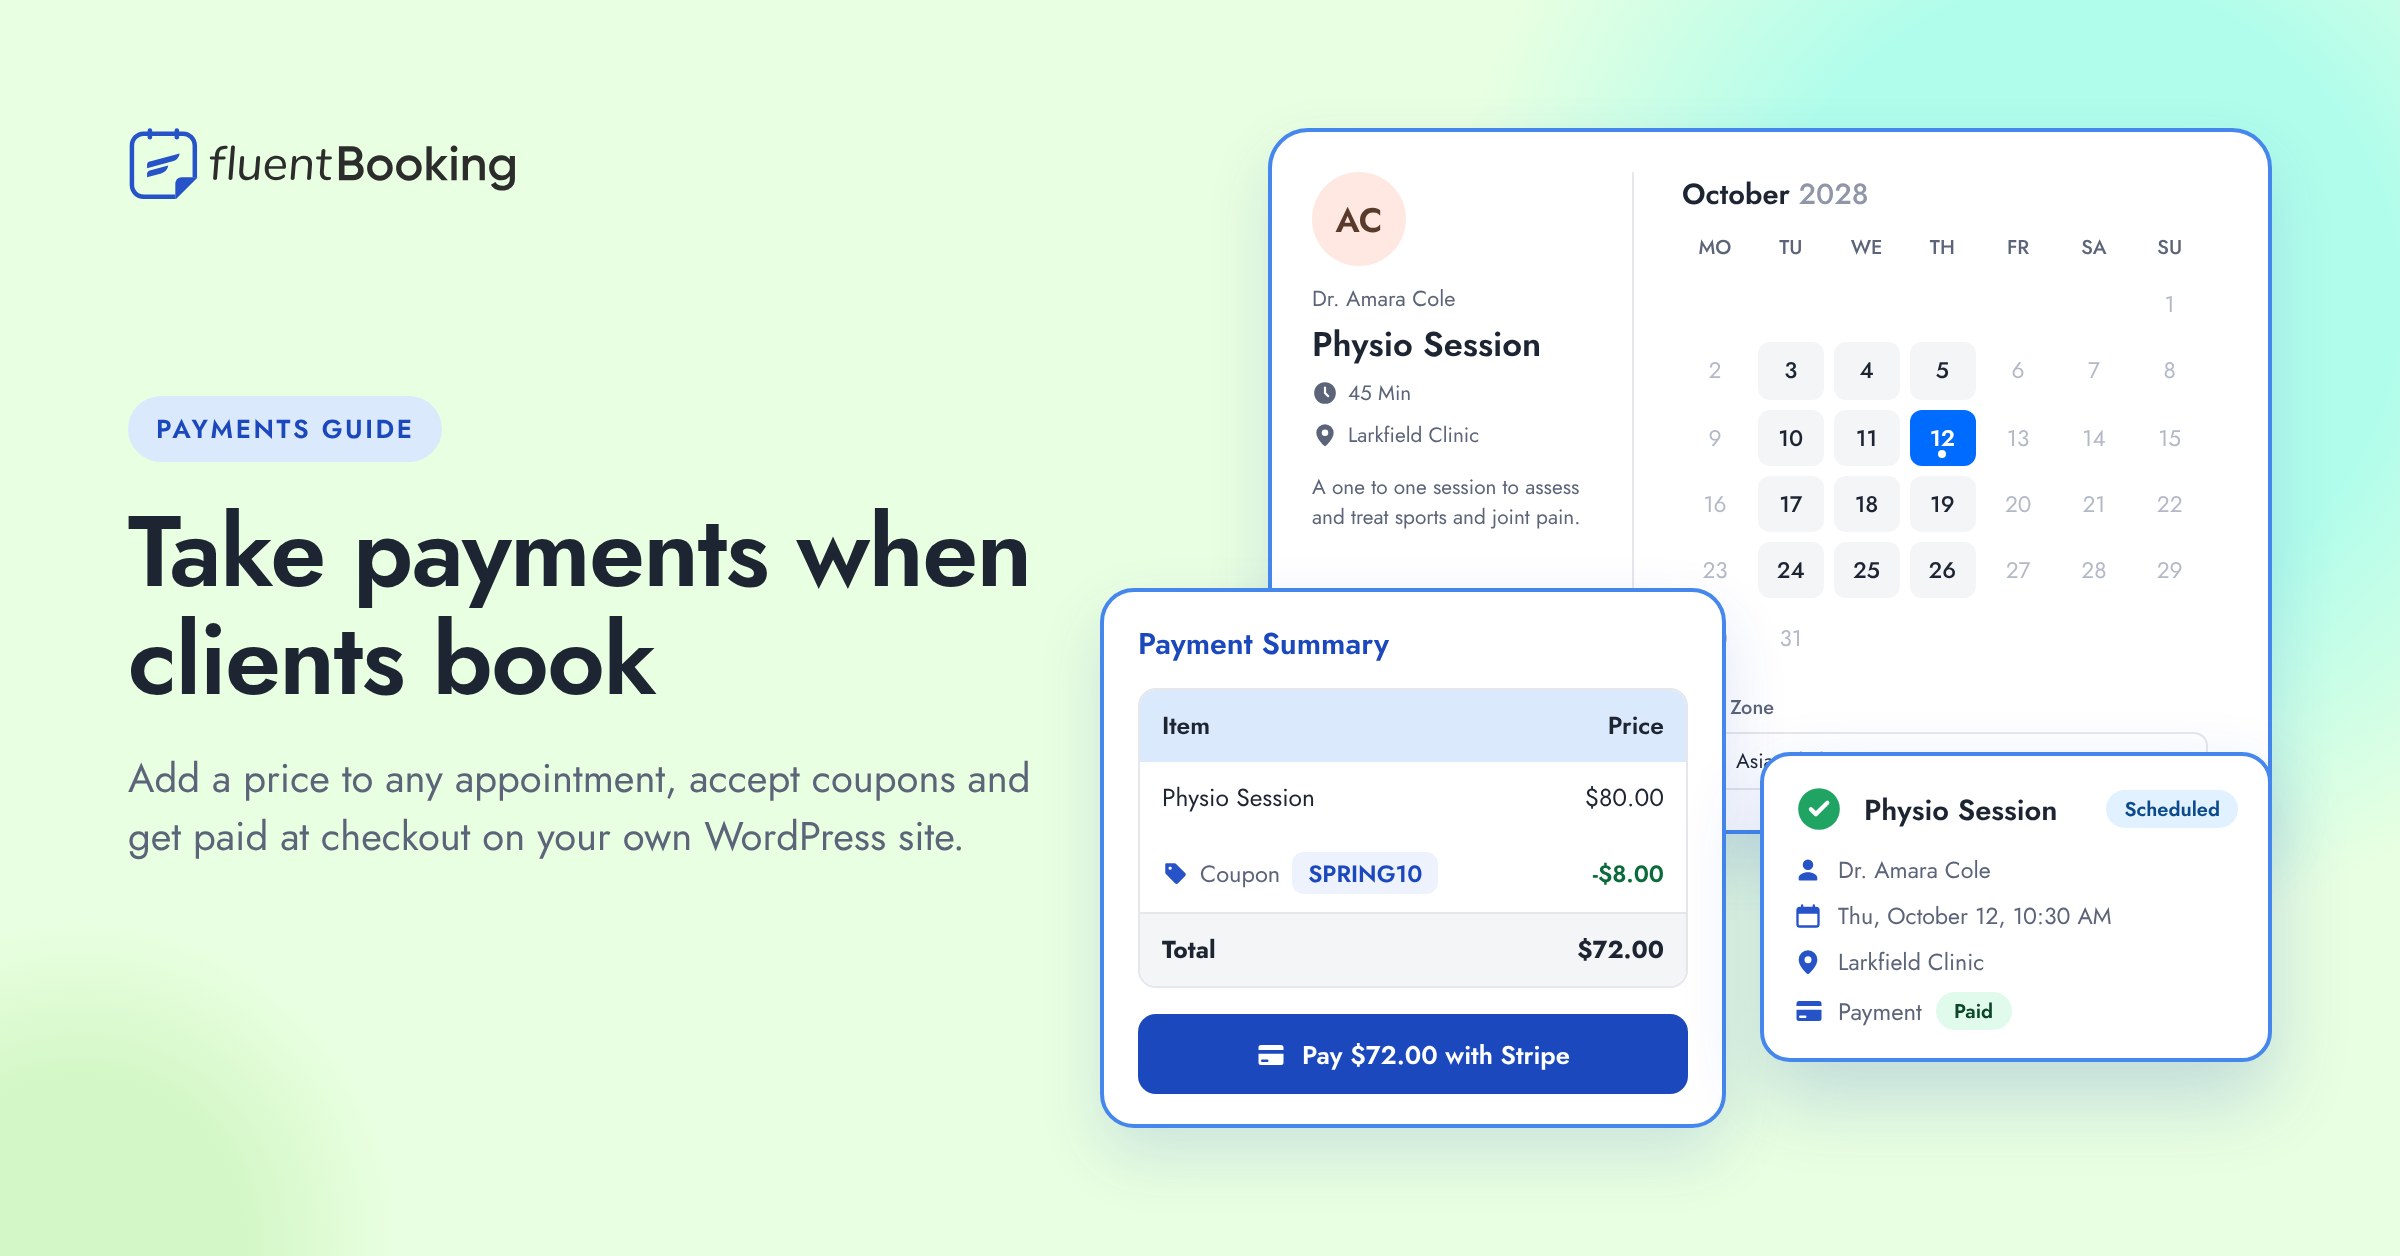 fluentBooking
PAYMENTS GUIDE
Take payments when
clients book
Add a price to any appointment, accept coupons and
get paid at checkout on your own WordPress site.
AC
Dr. Amara Cole
Physio Session
45 Min
Larkfield Clinic
A one to one session to assess
and treat sports and joint pain.
October 2028
MO TU WE TH FR SA SU
1
2 3 4 5 6 7 8
9 10 11 12 13 14 15
16 17 18 19 20 21 22
23 24 25 26 27 28 29
31
Zone
Payment Summary
Item Price
Physio Session $80.00
Coupon SPRING10 -$8.00
Total $72.00
Pay $72.00 with Stripe
Physio Session Scheduled
Dr. Amara Cole
Thu, October 12, 10:30 AM
Larkfield Clinic
Payment Paid